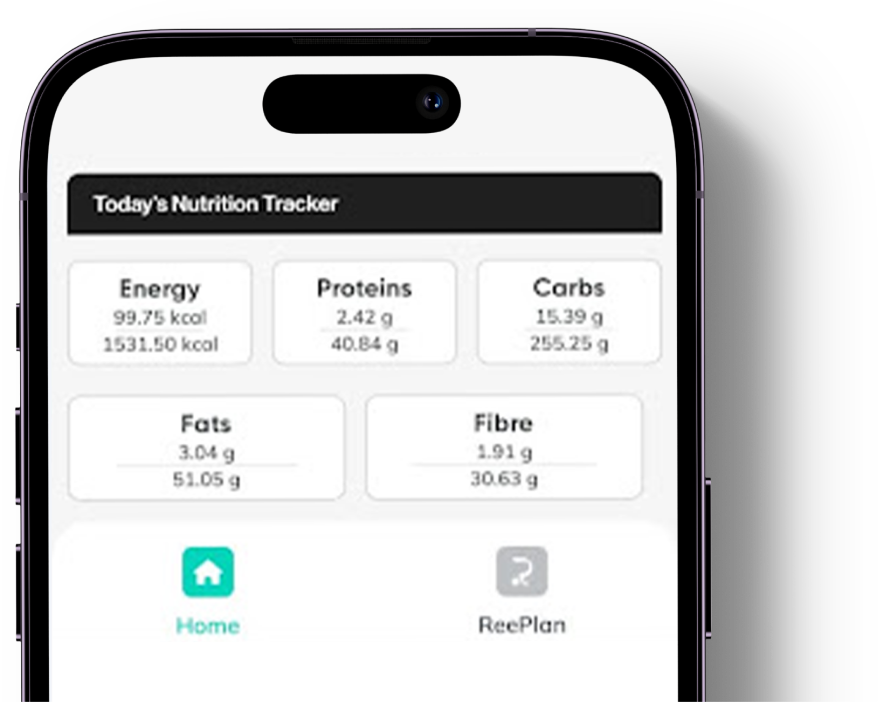 Today's Nutrition Tracker
Energy
99.75 kcal
1531.50 kcal
Proteins
2.42 g
40.84 g
Carbs
15.39 g
255.25 g
Fats
3.04 g
51.05 g
Fibre
1.91 g
30.63 g
Home
ReePlan